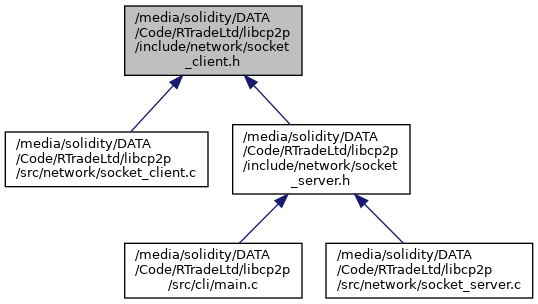 /media/solidity/DATA
/Code/RTradeLtd/libcp2p
/include/network/socket
_client.h
/media/solidity/DATA
/Code/RTradeLtd/libcp2p
/src/network/socket_client.c
/media/solidity/DATA
/Code/RTradeLtd/libcp2p
/include/network/socket
_server.h
/media/solidity/DATA
/Code/RTradeLtd/libcp2p
/src/cli/main.c
/media/solidity/DATA
/Code/RTradeLtd/libcp2p
/src/network/socket_server.c